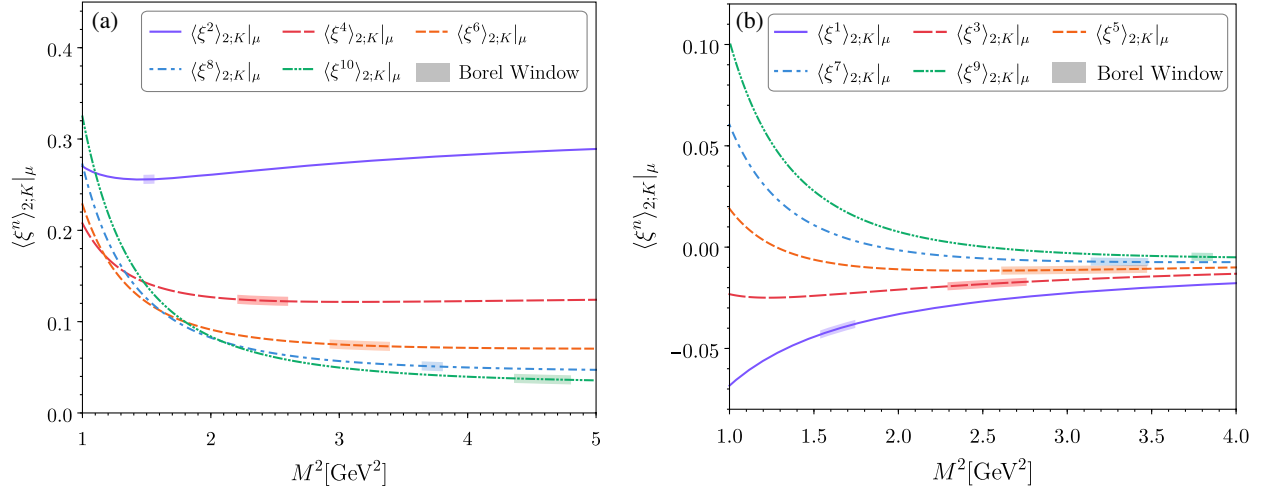 (a)
⟨ξ²⟩₂;K|μ ⟨ξ⁴⟩₂;K|μ ⟨ξ⁶⟩₂;K|μ
⟨ξ⁸⟩₂;K|μ ⟨ξ¹⁰⟩₂;K|μ Borel Window
0.4
0.3
0.2
0.1
0.0
⟨ξⁿ⟩₂;K|μ
1 2 3 4 5
M²[GeV²]
(b)
⟨ξ¹⟩₂;K|μ ⟨ξ³⟩₂;K|μ ⟨ξ⁵⟩₂;K|μ
⟨ξ⁷⟩₂;K|μ ⟨ξ⁹⟩₂;K|μ Borel Window
0.10
0.05
0.00
−0.05
⟨ξⁿ⟩₂;K|μ
1.0 1.5 2.0 2.5 3.0 3.5 4.0
M²[GeV²]